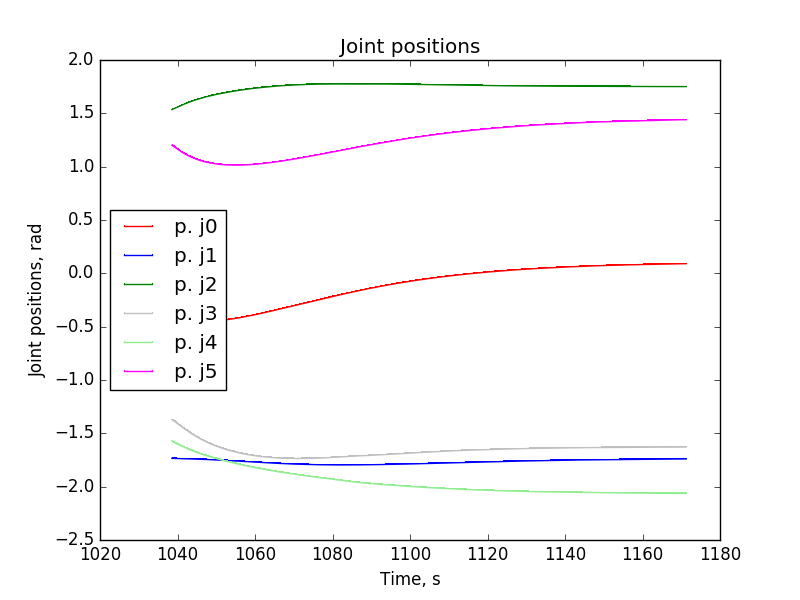 Joint positions
2.0
1.5
1.0
0.5
0.0
−0.5
−1.0
−1.5
−2.0
−2.5
Joint positions, rad
p. j0
p. j1
p. j2
p. j3
p. j4
p. j5
1020 1040 1060 1080 1100 1120 1140 1160 1180
Time, s